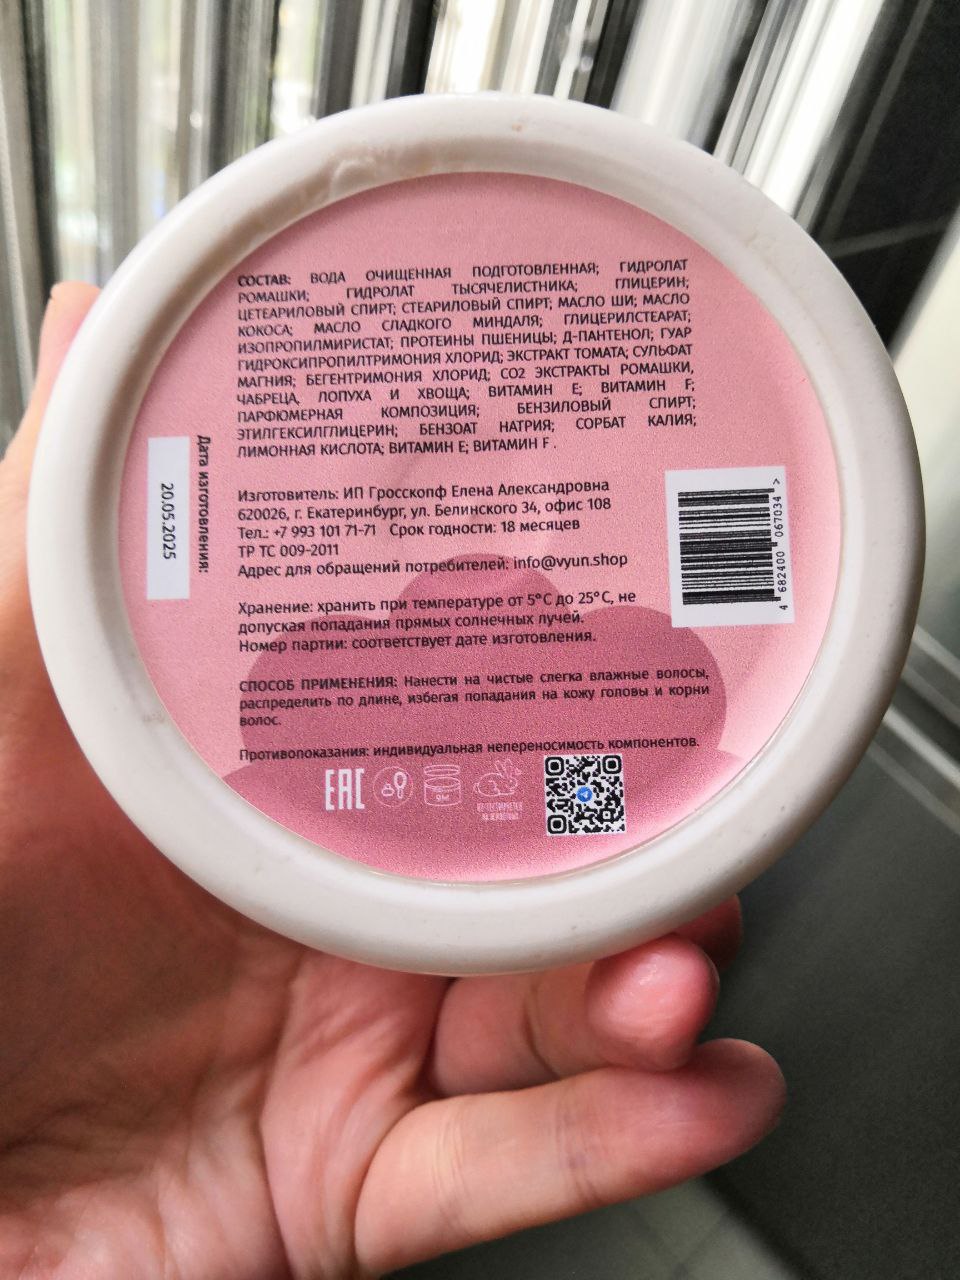 СОСТАВ: ВОДА ОЧИЩЕННАЯ ПОДГОТОВЛЕННАЯ; ГИДРОЛАТ
РОМАШКИ; ГИДРОЛАТ ТЫСЯЧЕЛИСТНИКА; ГЛИЦЕРИН;
ЦЕТЕАРИЛОВЫЙ СПИРТ; СТЕАРИЛОВЫЙ СПИРТ; МАСЛО ШИ; МАСЛО
КОКОСА; МАСЛО СЛАДКОГО МИНДАЛЯ; ГЛИЦЕРИЛСТЕАРАТ;
ИЗОПРОПИЛМИРИСТАТ; ПРОТЕИНЫ ПШЕНИЦЫ; Д-ПАНТЕНОЛ; ГУАР
ГИДРОКСИПРОПИЛТРИМОНИЯ ХЛОРИД; ЭКСТРАКТ ТОМАТА; СУЛЬФАТ
МАГНИЯ; БЕГЕНТРИМОНИЯ ХЛОРИД; СО2 ЭКСТРАКТЫ РОМАШКИ,
ЧАБРЕЦА, ЛОПУХА И ХВОЩА; ВИТАМИН Е; ВИТАМИН F;
ПАРФЮМЕРНАЯ КОМПОЗИЦИЯ; БЕНЗИЛОВЫЙ СПИРТ;
ЭТИЛГЕКСИЛГЛИЦЕРИН; БЕНЗОАТ НАТРИЯ; СОРБАТ КАЛИЯ;
ЛИМОННАЯ КИСЛОТА; ВИТАМИН Е; ВИТАМИН F .
Дата изготовления:
20.05.2025
Изготовитель: ИП Гросскопф Елена Александровна
620026, г. Екатеринбург, ул. Белинского 34, офис 108
Тел.: +7 993 101 71-71 Срок годности: 18 месяцев
ТР ТС 009-2011
Адрес для обращений потребителей: info@vyun.shop
4 682400 067034 >
Хранение: хранить при температуре от 5°С до 25°С, не
допуская попадания прямых солнечных лучей.
Номер партии: соответствует дате изготовления.
СПОСОБ ПРИМЕНЕНИЯ: Нанести на чистые слегка влажные волосы,
распределить по длине, избегая попадания на кожу головы и корни
волос.
Противопоказания: индивидуальная непереносимость компонентов.
EAC
НЕ ТЕСТИРУЕТСЯ
НА ЖИВОТНЫХ